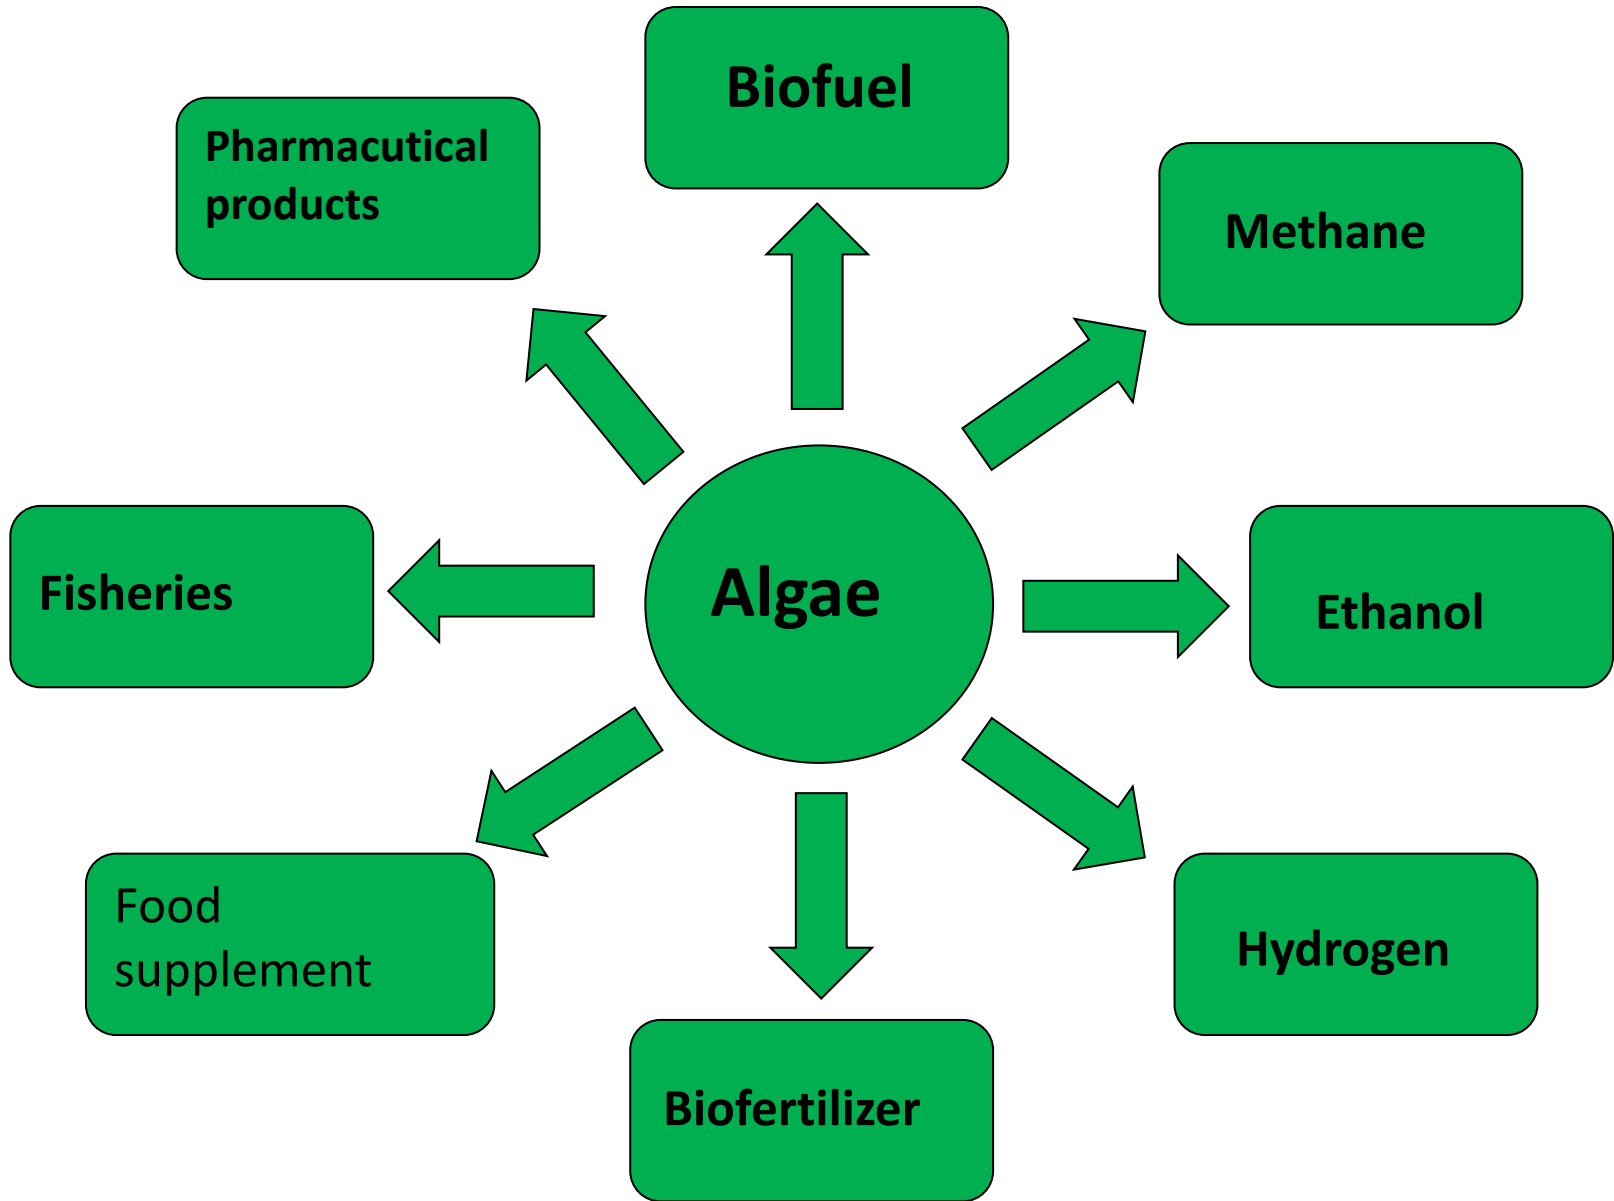 Biofuel
Pharmacutical
products
Methane
Fisheries
Algae
Ethanol
Food
supplement
Hydrogen
Biofertilizer